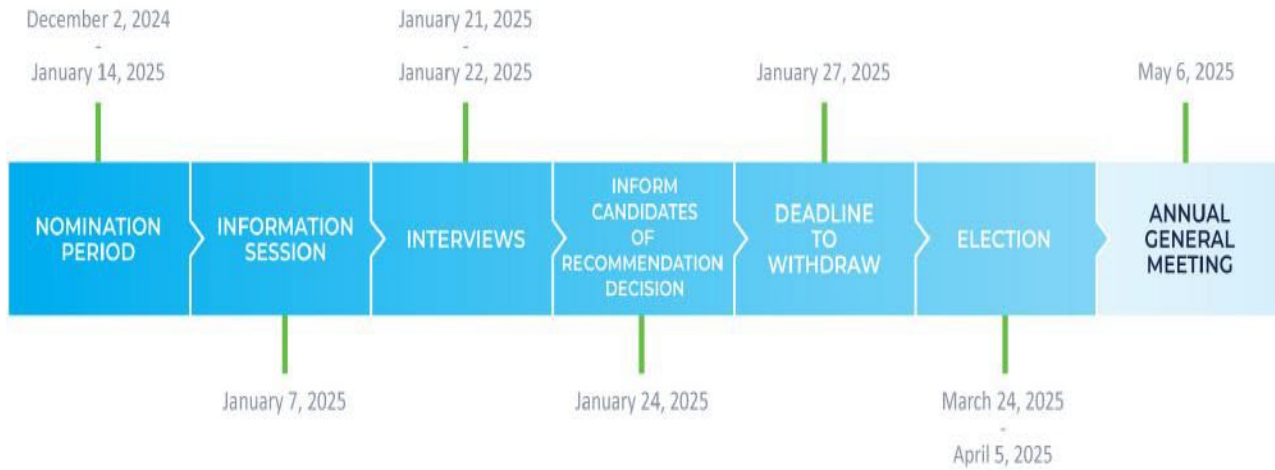 December 2, 2024
-
January 14, 2025
January 21, 2025
-
January 22, 2025
January 27, 2025
May 6, 2025
NOMINATION
PERIOD
INFORMATION
SESSION
INTERVIEWS
INFORM
CANDIDATES
OF
RECOMMENDATION
DECISION
DEADLINE
TO
WITHDRAW
ELECTION
ANNUAL
GENERAL
MEETING
January 7, 2025
January 24, 2025
March 24, 2025
-
April 5, 2025